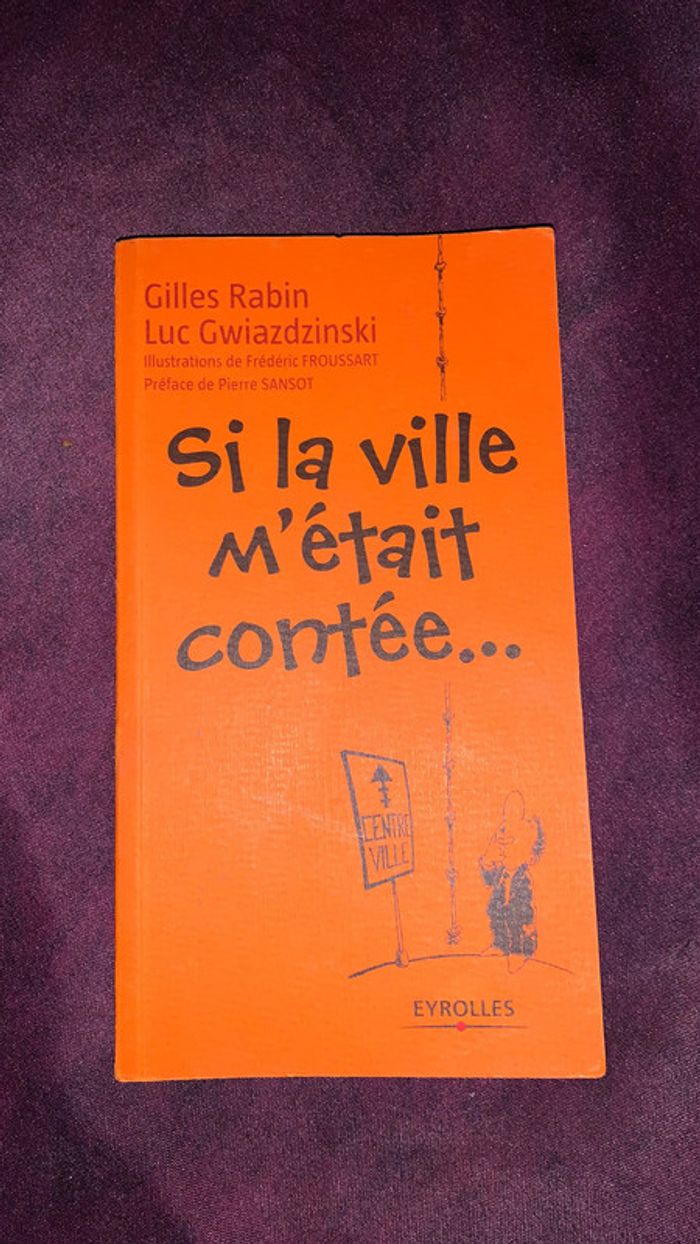 Gilles Rabin
Luc Gwiazdzinski
Illustrations de Frédéric FROUSSART
Préface de Pierre SANSOT
Si la ville
m'était
contée...
CENTRE
VILLE
EYROLLES